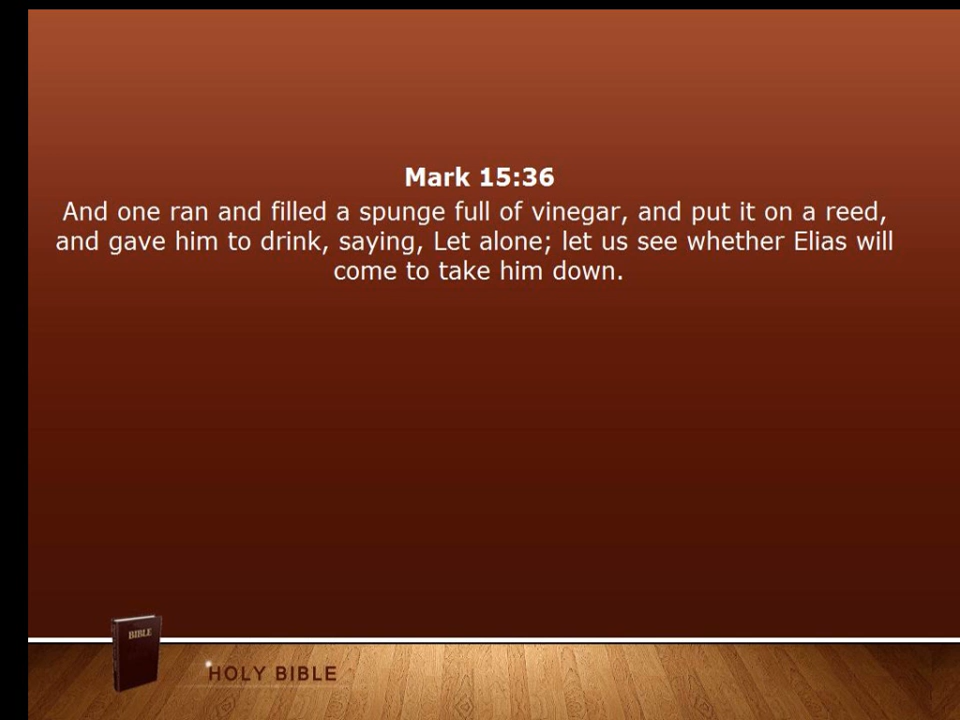 Mark 15:36
And one ran and filled a spunge full of vinegar, and put it on a reed,
and gave him to drink, saying, Let alone; let us see whether Elias will
come to take him down.
BIBLE
HOLY BIBLE